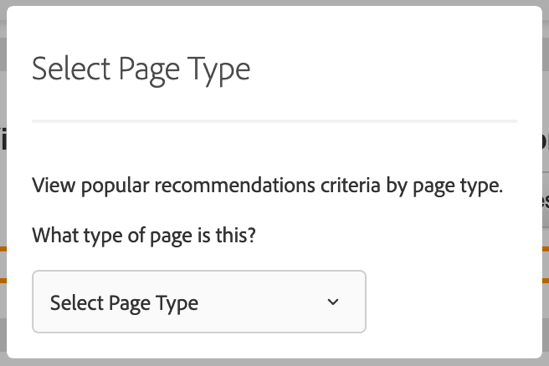 Select Page Type
View popular recommendations criteria by page type.
What type of page is this?
Select Page Type